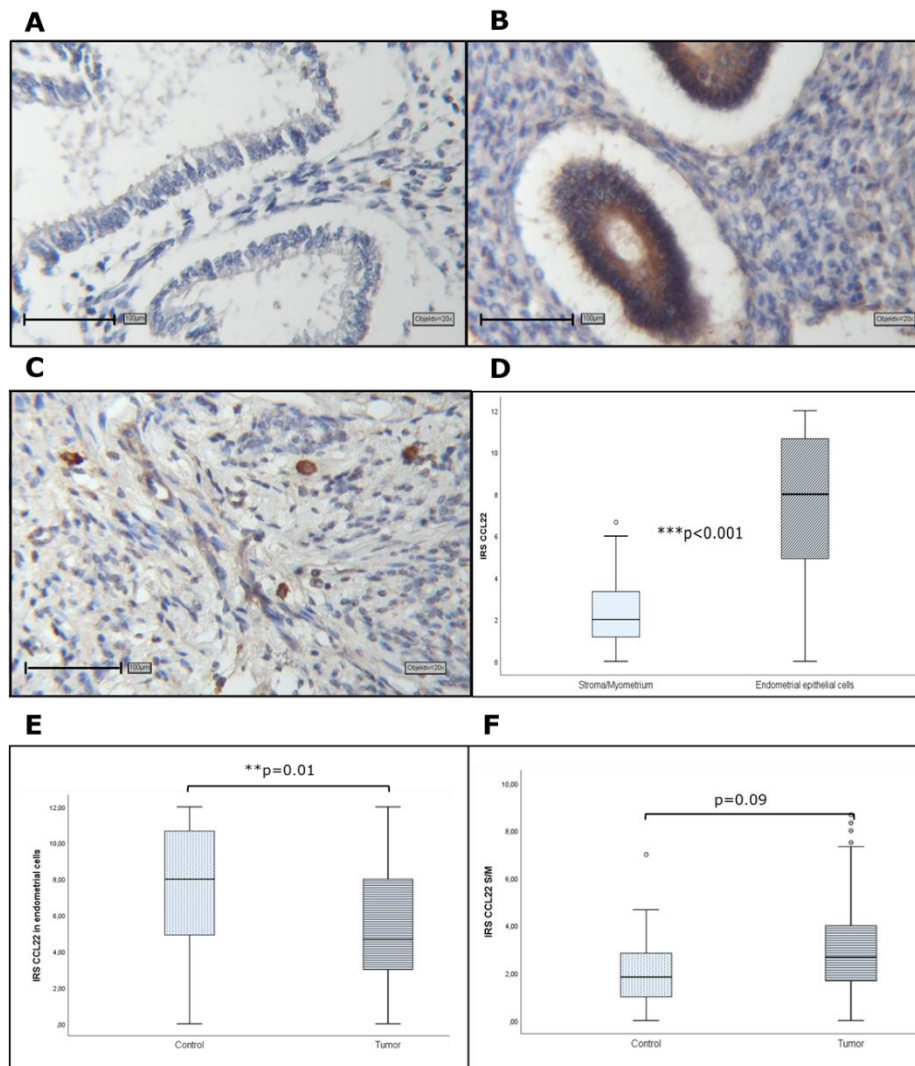 A
B
100µm
Objektiv=20x
100µm
Objektiv=20x
C
D
100µm
Objektiv=20x
12
10
8
6
4
2
0
IRS CCL22
***p<0.001
Stroma/Myometrium
Endometrial epithelial cells
E
F
**p=0.01
12,00
10,00
8,00
6,00
4,00
2,00
,00
IRS CCL22 in endometrial cells
Control
Tumor
p=0.09
10,00
8,00
6,00
4,00
2,00
,00
IRS CCL22 S/M
Control
Tumor